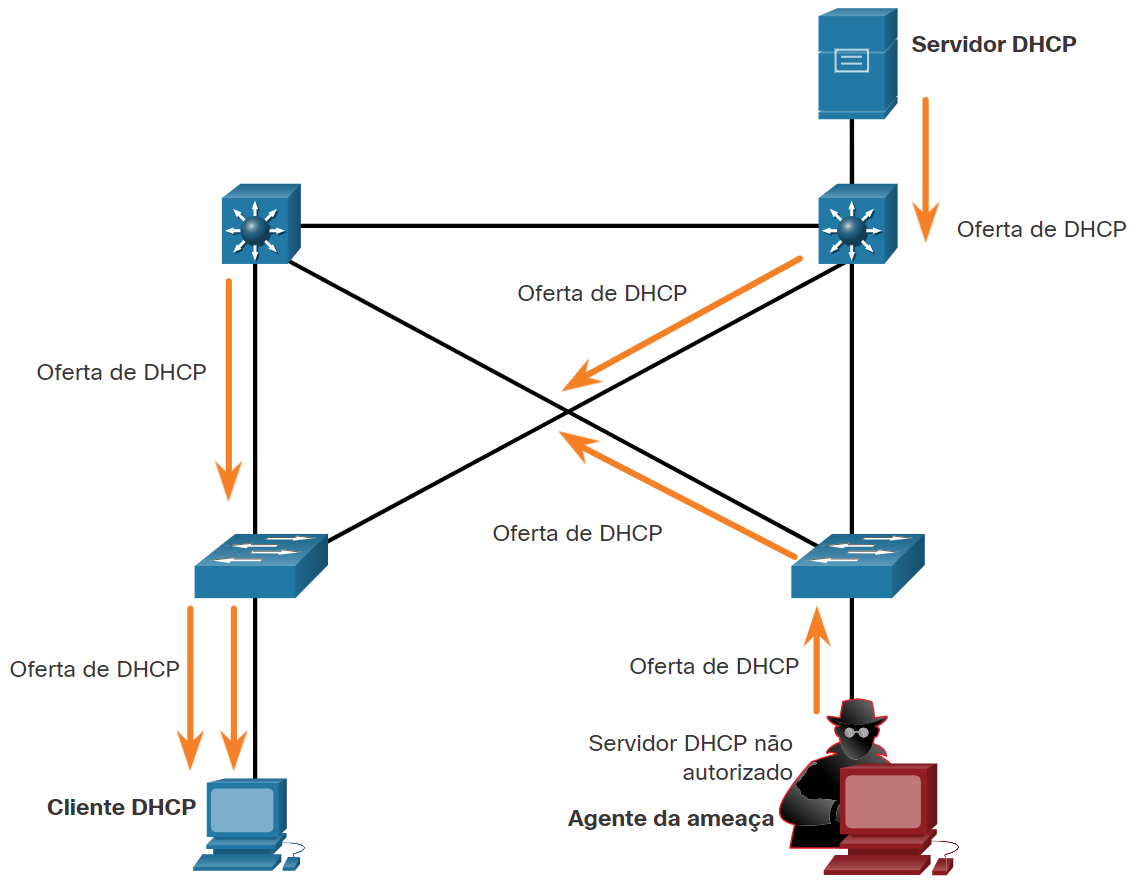 Servidor DHCP
Oferta de DHCP
Oferta de DHCP
Oferta de DHCP
Oferta de DHCP
Oferta de DHCP
Oferta de DHCP
Servidor DHCP não
autorizado
Cliente DHCP
Agente da ameaça